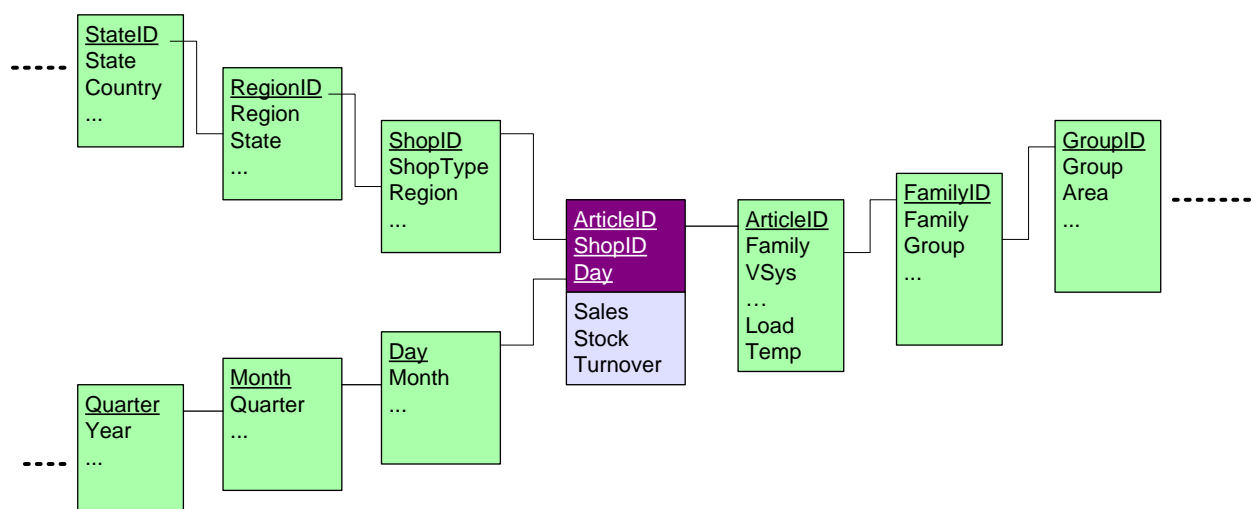 StateID
State
Country
...
RegionID
Region
State
...
ShopID
ShopType
Region
...
ArticleID
ShopID
Day
Sales
Stock
Turnover
ArticleID
Family
VSys
...
Load
Temp
FamilyID
Family
Group
...
GroupID
Group
Area
...
Quarter
Year
...
Month
Quarter
...
Day
Month
...